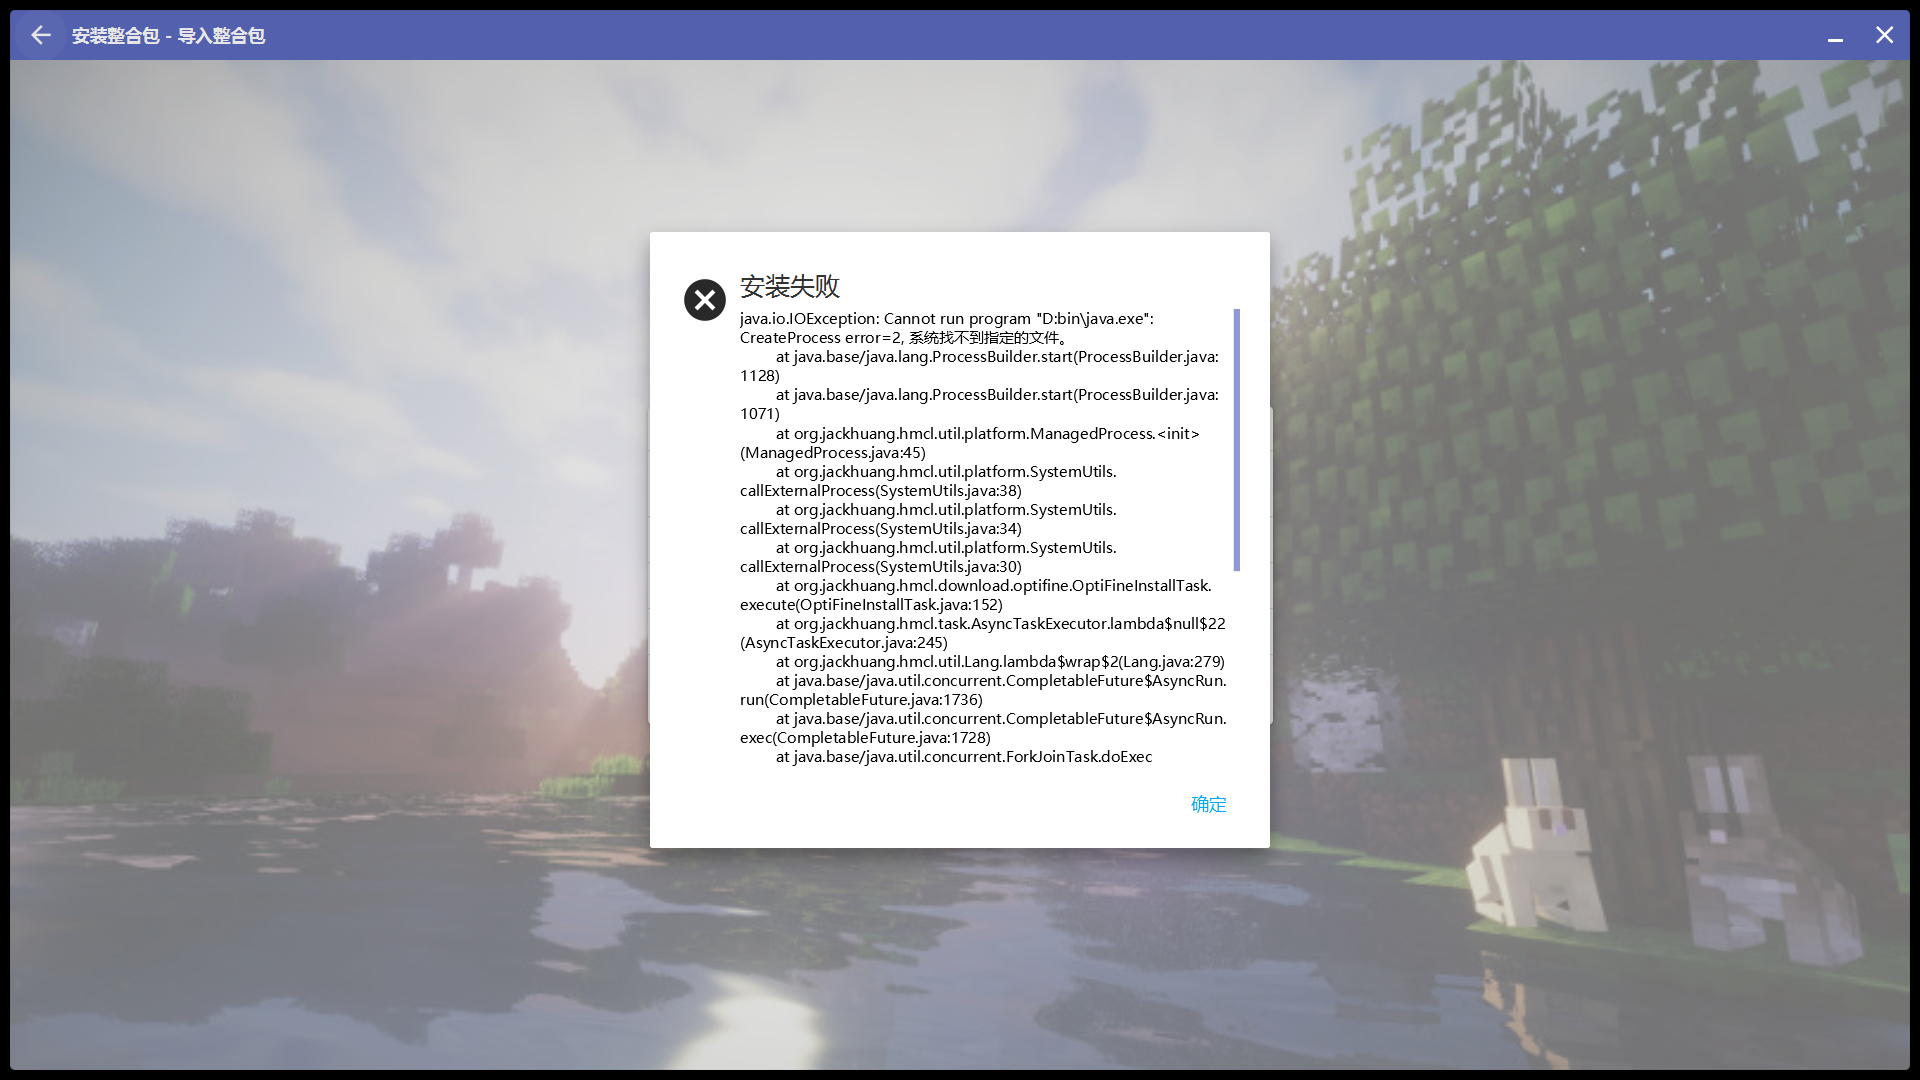 安装整合包 - 导入整合包
安装失败
java.io.IOException: Cannot run program "D:bin\java.exe":
CreateProcess error=2, 系统找不到指定的文件。
at java.base/java.lang.ProcessBuilder.start(ProcessBuilder.java:
1128)
at java.base/java.lang.ProcessBuilder.start(ProcessBuilder.java:
1071)
at org.jackhuang.hmcl.util.platform.ManagedProcess.<init>
(ManagedProcess.java:45)
at org.jackhuang.hmcl.util.platform.SystemUtils.
callExternalProcess(SystemUtils.java:38)
at org.jackhuang.hmcl.util.platform.SystemUtils.
callExternalProcess(SystemUtils.java:34)
at org.jackhuang.hmcl.util.platform.SystemUtils.
callExternalProcess(SystemUtils.java:30)
at org.jackhuang.hmcl.download.optifine.OptiFineInstallTask.
execute(OptiFineInstallTask.java:152)
at org.jackhuang.hmcl.task.AsyncTaskExecutor.lambda$null$22
(AsyncTaskExecutor.java:245)
at org.jackhuang.hmcl.util.Lang.lambda$wrap$2(Lang.java:279)
at java.base/java.util.concurrent.CompletableFuture$AsyncRun.
run(CompletableFuture.java:1736)
at java.base/java.util.concurrent.CompletableFuture$AsyncRun.
exec(CompletableFuture.java:1728)
at java.base/java.util.concurrent.ForkJoinTask.doExec
确定